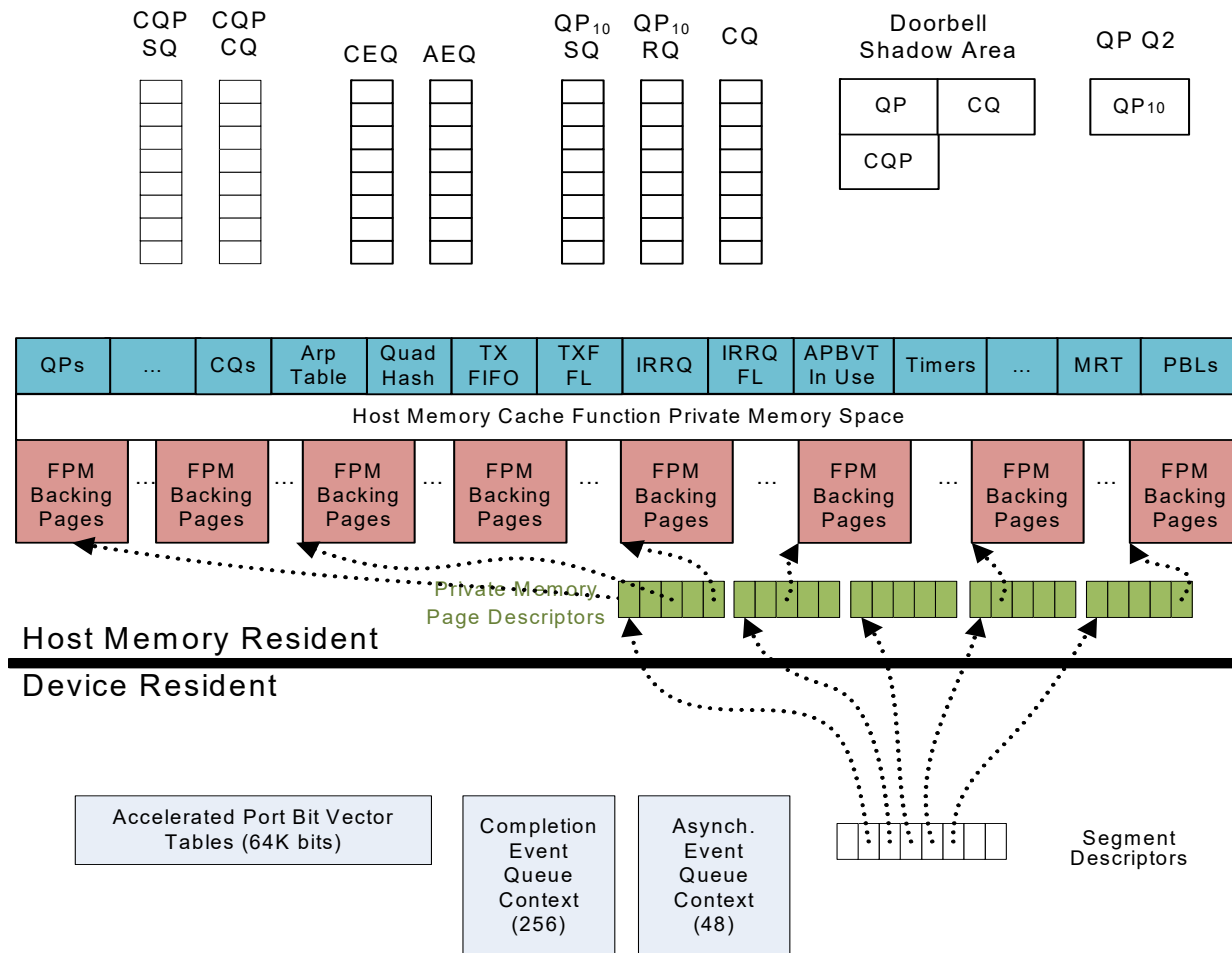 CQP
SQ
CQP
CQ
CEQ
AEQ
QP₁₀
SQ
QP₁₀
RQ
CQ
Doorbell
Shadow Area
QP Q2
QP
CQ
CQP
QP₁₀
QPs
...
CQs
Arp
Table
Quad
Hash
TX
FIFO
TXF
FL
IRRQ
IRRQ
FL
APBVT
In Use
Timers
...
MRT
PBLs
Host Memory Cache Function Private Memory Space
FPM
Backing
Pages
...
FPM
Backing
Pages
...
FPM
Backing
Pages
...
FPM
Backing
Pages
...
FPM
Backing
Pages
...
FPM
Backing
Pages
...
FPM
Backing
Pages
...
FPM
Backing
Pages
Private Memory
Page Descriptors
Host Memory Resident
Device Resident
Accelerated Port Bit Vector
Tables (64K bits)
Completion
Event
Queue
Context
(256)
Asynch.
Event
Queue
Context
(48)
Segment
Descriptors